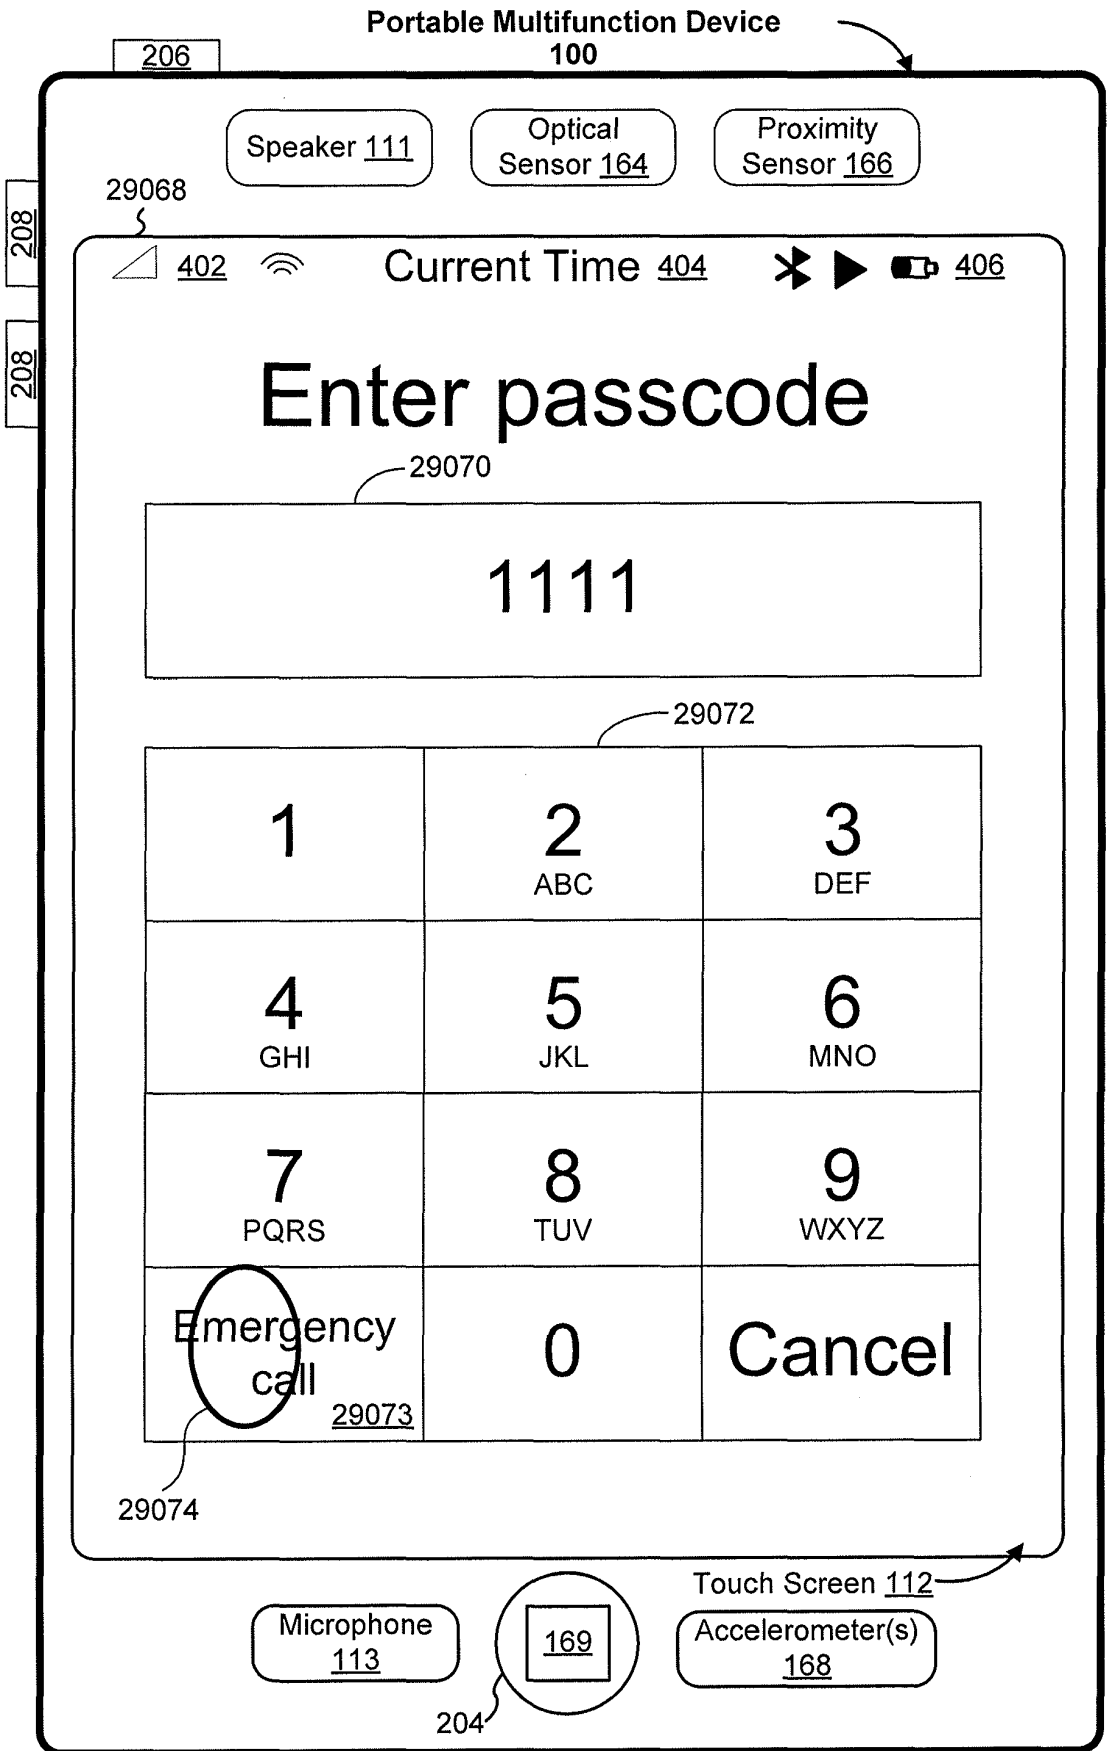 Portable Multifunction Device
100
206
Speaker 111
Optical
Sensor 164
Proximity
Sensor 166
29068
208
208
402
Current Time 404
406
Enter passcode
29070
1111
29072
1
2
ABC
3
DEF
4
GHI
5
JKL
6
MNO
7
PQRS
8
TUV
9
WXYZ
Emergency
call
29073
0
Cancel
29074
Touch Screen 112
Microphone
113
169
Accelerometer(s)
168
204